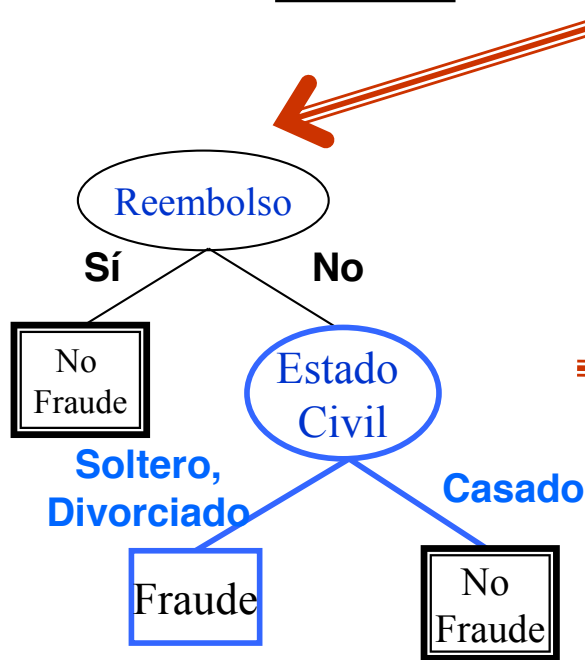 Reembolso
Sí
No
No
Fraude
Estado
Civil
Soltero,
Divorciado
Casado
Fraude
No
Fraude